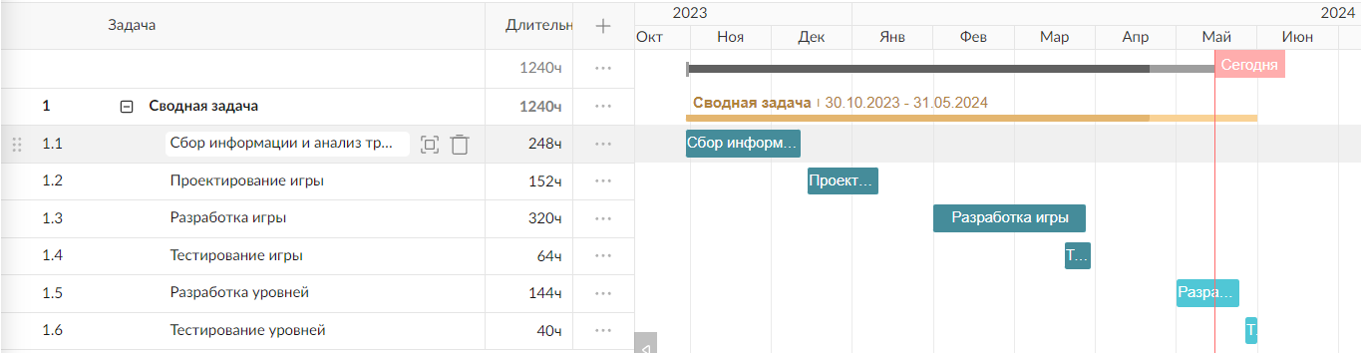 Задача Длительн 2023 2024
Окт Ноя Дек Янв Фев Мар Апр Май Июн
1240ч Сегодня
1 Сводная задача 1240ч Сводная задача 30.10.2023 - 31.05.2024
1.1 Сбор информации и анализ тр... 248ч Сбор информ...
1.2 Проектирование игры 152ч Проект...
1.3 Разработка игры 320ч Разработка игры
1.4 Тестирование игры 64ч Т...
1.5 Разработка уровней 144ч Разра...
1.6 Тестирование уровней 40ч Т